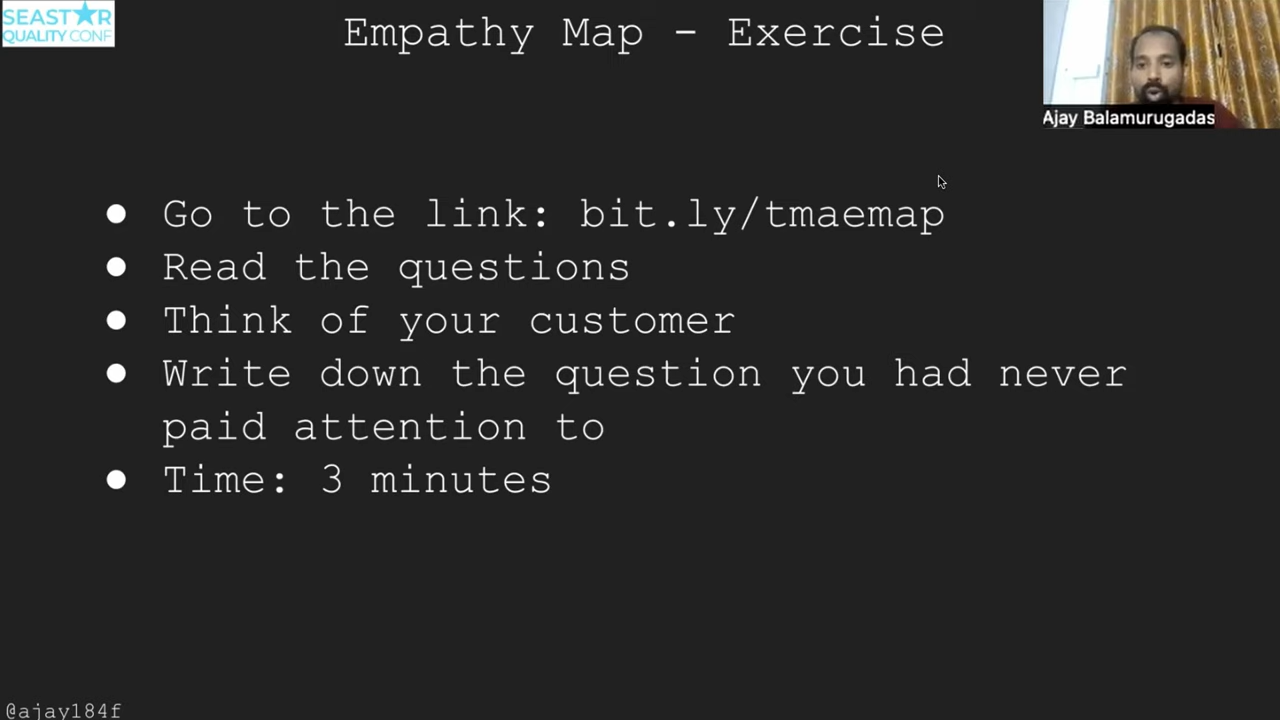 SEASTAR
QUALITY CONF
Empathy Map - Exercise
Ajay Balamurugadas
● Go to the link: bit.ly/tmaemap
● Read the questions
● Think of your customer
● Write down the question you had never
paid attention to
● Time: 3 minutes
@ajay184f